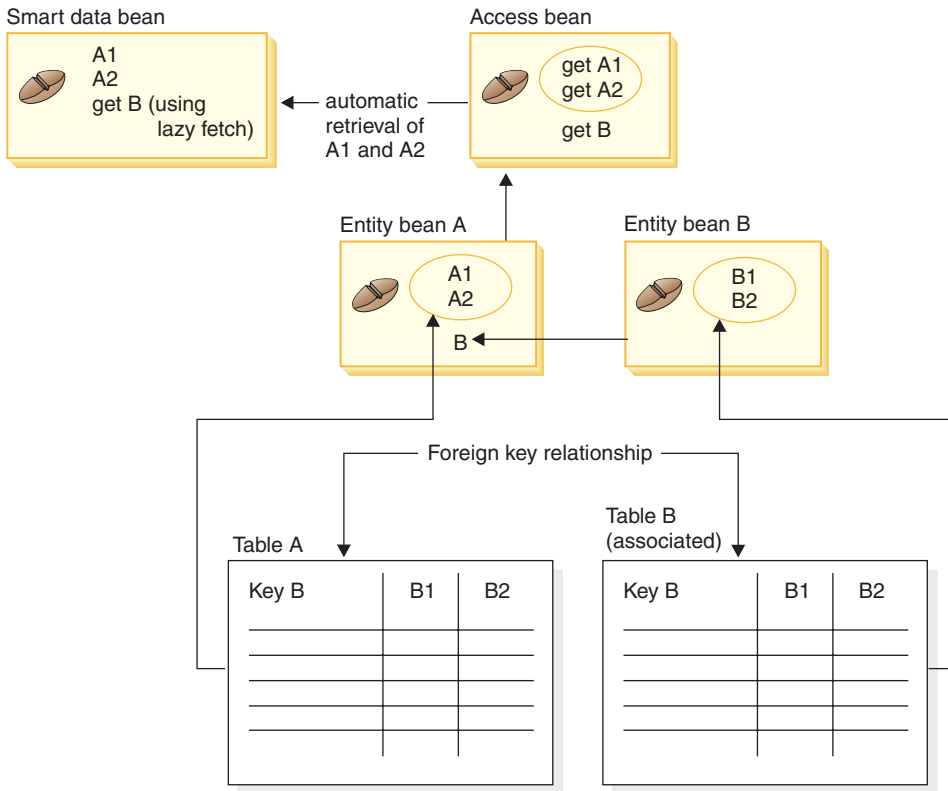 Smart data bean
A1
A2
get B (using
lazy fetch)
automatic
retrieval of
A1 and A2
Access bean
get A1
get A2
get B
Entity bean A
A1
A2
B
Entity bean B
B1
B2
Foreign key relationship
Table A
Key B B1 B2
Table B
(associated)
Key B B1 B2